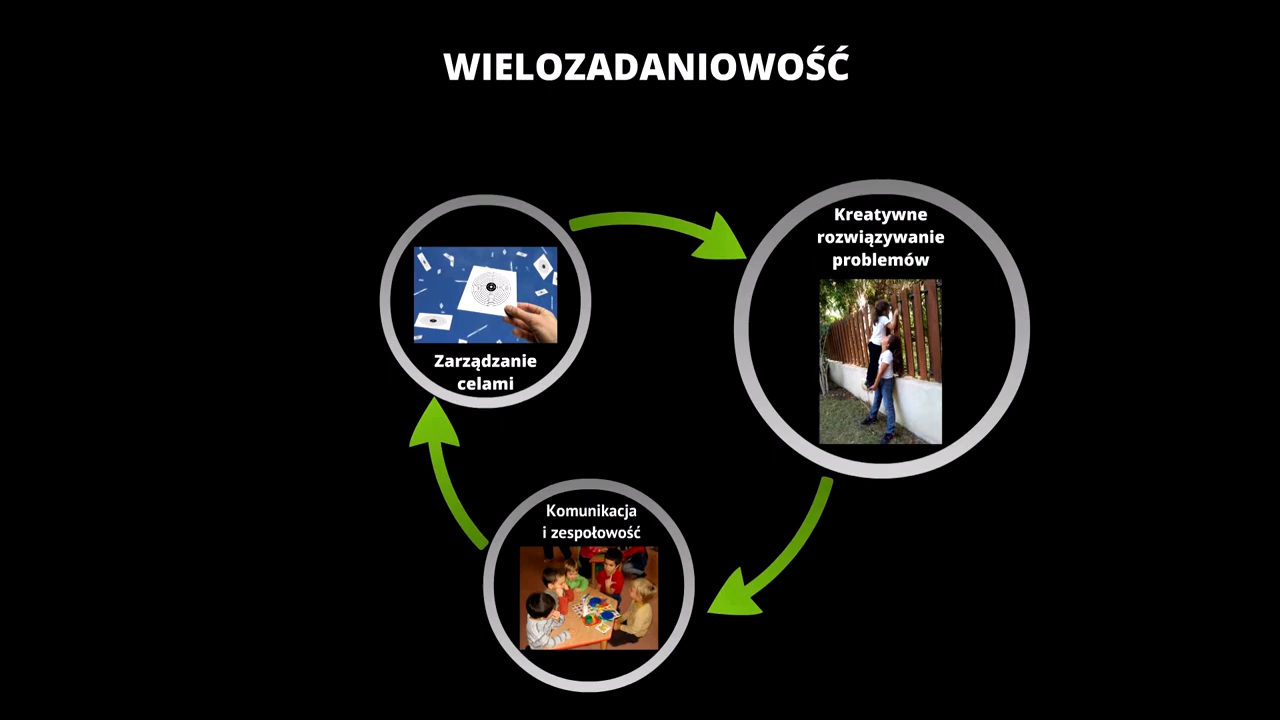 WIELOZADANIOWOŚĆ
Zarządzanie
celami
Kreatywne
rozwiązywanie
problemów
Komunikacja
i zespołowość